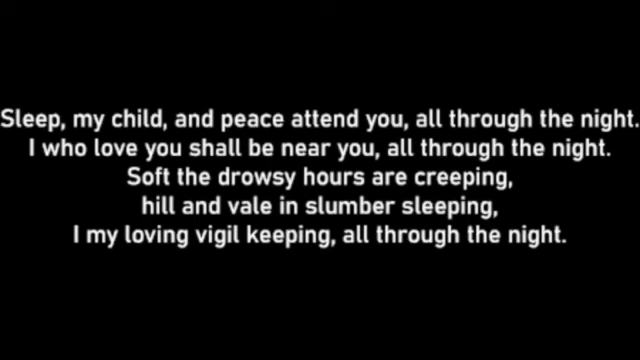 Sleep, my child, and peace attend you, all through the night.
I who love you shall be near you, all through the night.
Soft the drowsy hours are creeping,
hill and vale in slumber sleeping,
I my loving vigil keeping, all through the night.